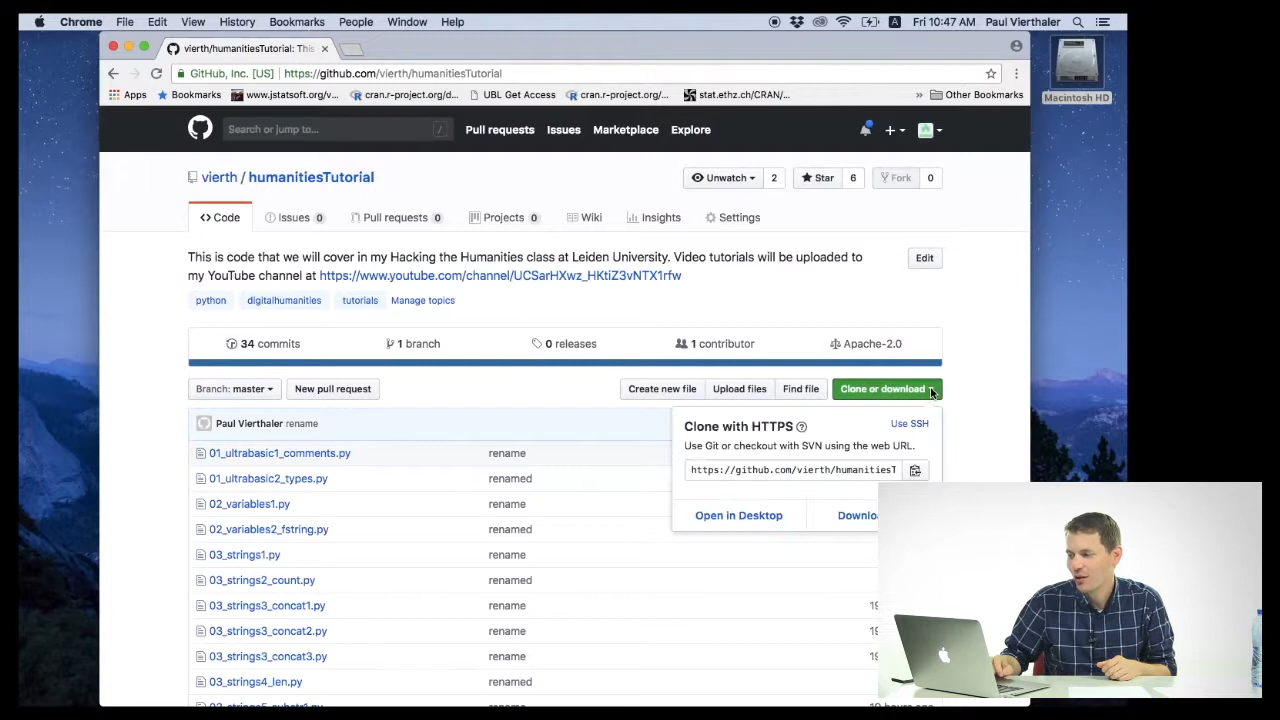 Chrome File Edit View History Bookmarks People Window Help Fri 10:47 AM Paul Vierthaler
vierth/humanitiesTutorial: This
GitHub, Inc. [US] https://github.com/vierth/humanitiesTutorial
Apps Bookmarks www.jstatsoft.org/v... cran.r-project.org/d... UBL Get Access cran.r-project.org/... stat.ethz.ch/CRAN/... » Other Bookmarks
Macintosh HD
Search or jump to... / Pull requests Issues Marketplace Explore
vierth / humanitiesTutorial Unwatch 2 Star 6 Fork 0
Code Issues 0 Pull requests 0 Projects 0 Wiki Insights Settings
This is code that we will cover in my Hacking the Humanities class at Leiden University. Video tutorials will be uploaded to Edit
my YouTube channel at https://www.youtube.com/channel/UCSarHXwz_HKtiZ3vNTX1rfw
python digitalhumanities tutorials Manage topics
34 commits 1 branch 0 releases 1 contributor Apache-2.0
Branch: master New pull request Create new file Upload files Find file Clone or download
Paul Vierthaler rename
Clone with HTTPS ? Use SSH
Use Git or checkout with SVN using the web URL.
https://github.com/vierth/humanitiesT
Open in Desktop Downlo
01_ultrabasic1_comments.py rename
01_ultrabasic2_types.py renamed
02_variables1.py rename
02_variables2_fstring.py renamed
03_strings1.py rename
03_strings2_count.py renamed
03_strings3_concat1.py rename 19
03_strings3_concat2.py rename 19
03_strings3_concat3.py rename 19
03_strings4_len.py renamed